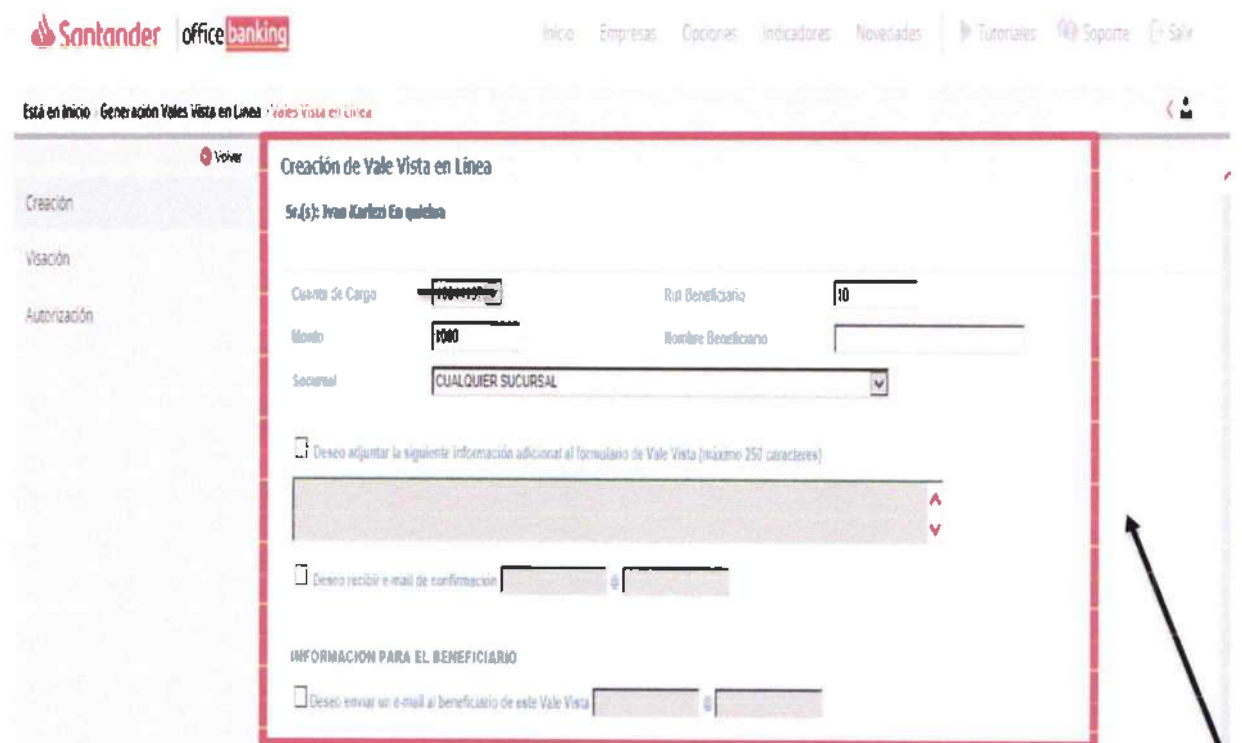 Santander office banking
Inicio Empresas Opciones Indicadores Novedades Tutoriales Soporte Salir
Está en Inicio Generación Vales Vista en Línea Vales Vista en Línea
Volver
Creación de Vale Vista en Línea
Creación
Sr.(s): Ivan
Visación
Cuenta de Cargo Rut Beneficiario 10
Autorización
Monto 1000 Nombre Beneficiario
Sucursal CUALQUIER SUCURSAL
Deseo adjuntar la siguiente información adicional al formulario de Vale Vista (máximo 250 caracteres)
Deseo recibir e-mail de confirmación @
INFORMACION PARA EL BENEFICIARIO
Deseo enviar un e-mail al beneficiario de este Vale Vista @